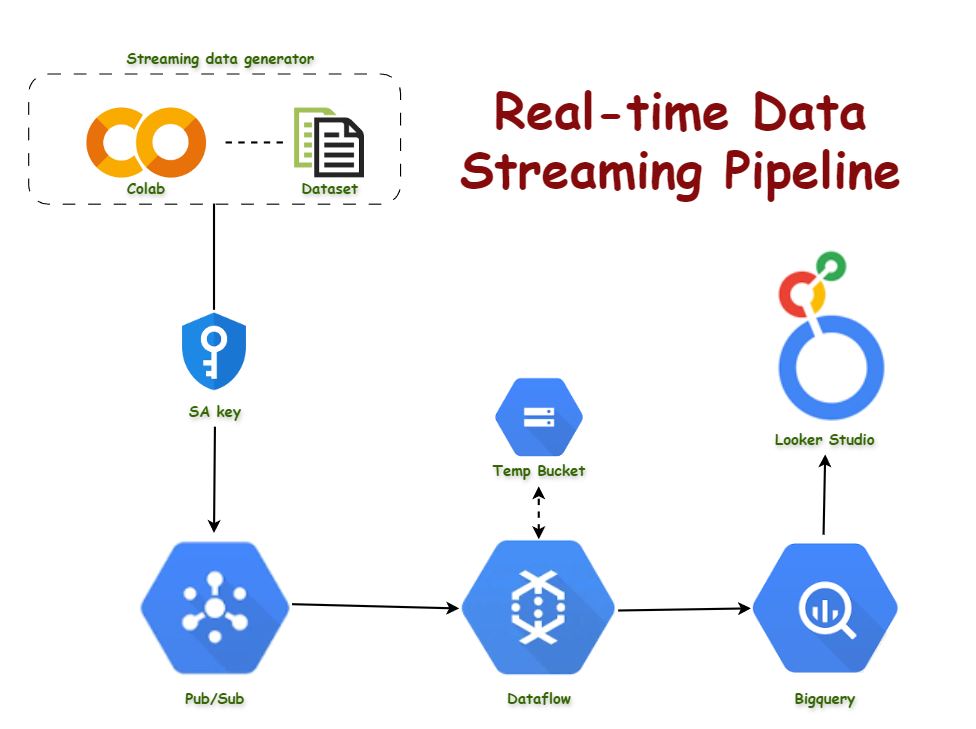 Streaming data generator
Real-time Data
Streaming Pipeline
Colab
Dataset
SA key
Looker Studio
Temp Bucket
Pub/Sub
Dataflow
Bigquery